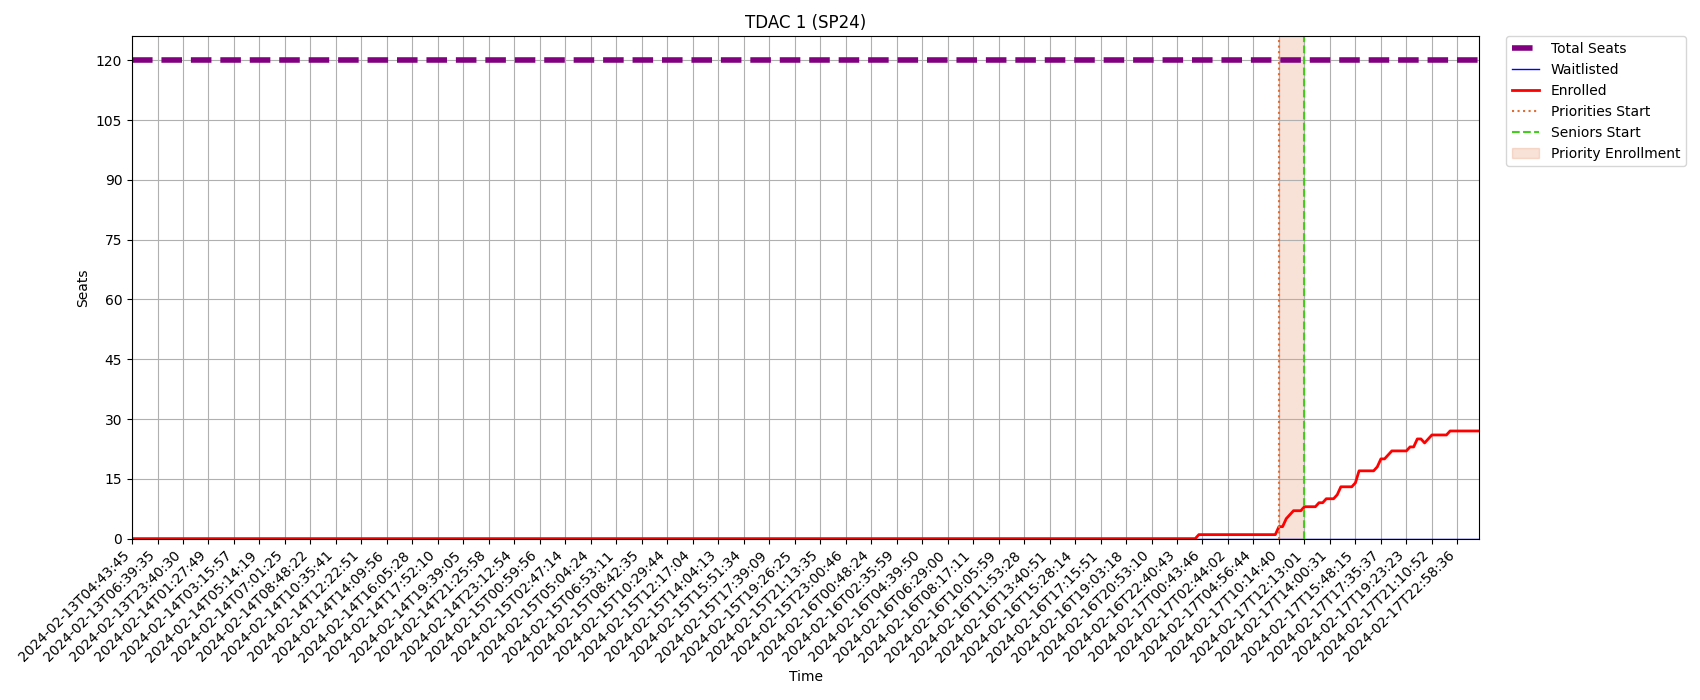 TDAC 1 (SP24)
Total Seats
Waitlisted
Enrolled
Priorities Start
Seniors Start
Priority Enrollment
Seats
120
105
90
75
60
45
30
15
0
2024-02-13T04:43:45
2024-02-13T06:39:35
2024-02-13T23:40:30
2024-02-14T01:27:49
2024-02-14T03:15:57
2024-02-14T05:14:19
2024-02-14T07:01:25
2024-02-14T08:48:22
2024-02-14T10:35:41
2024-02-14T12:22:51
2024-02-14T14:09:56
2024-02-14T16:05:28
2024-02-14T17:52:10
2024-02-14T19:39:05
2024-02-14T21:25:58
2024-02-14T23:12:54
2024-02-15T00:59:56
2024-02-15T02:47:14
2024-02-15T05:04:24
2024-02-15T06:53:11
2024-02-15T08:42:35
2024-02-15T10:29:44
2024-02-15T12:17:04
2024-02-15T14:04:13
2024-02-15T15:51:34
2024-02-15T17:39:09
2024-02-15T19:26:25
2024-02-15T21:13:35
2024-02-15T23:00:46
2024-02-16T00:48:24
2024-02-16T02:35:59
2024-02-16T04:39:50
2024-02-16T06:29:00
2024-02-16T08:17:11
2024-02-16T10:05:59
2024-02-16T11:53:28
2024-02-16T13:40:51
2024-02-16T15:28:14
2024-02-16T17:15:51
2024-02-16T19:03:18
2024-02-16T20:53:10
2024-02-16T22:40:43
2024-02-17T00:43:46
2024-02-17T02:44:02
2024-02-17T04:56:44
2024-02-17T10:14:40
2024-02-17T12:13:01
2024-02-17T14:00:31
2024-02-17T15:48:15
2024-02-17T17:35:37
2024-02-17T19:23:23
2024-02-17T21:10:52
2024-02-17T22:58:36
Time